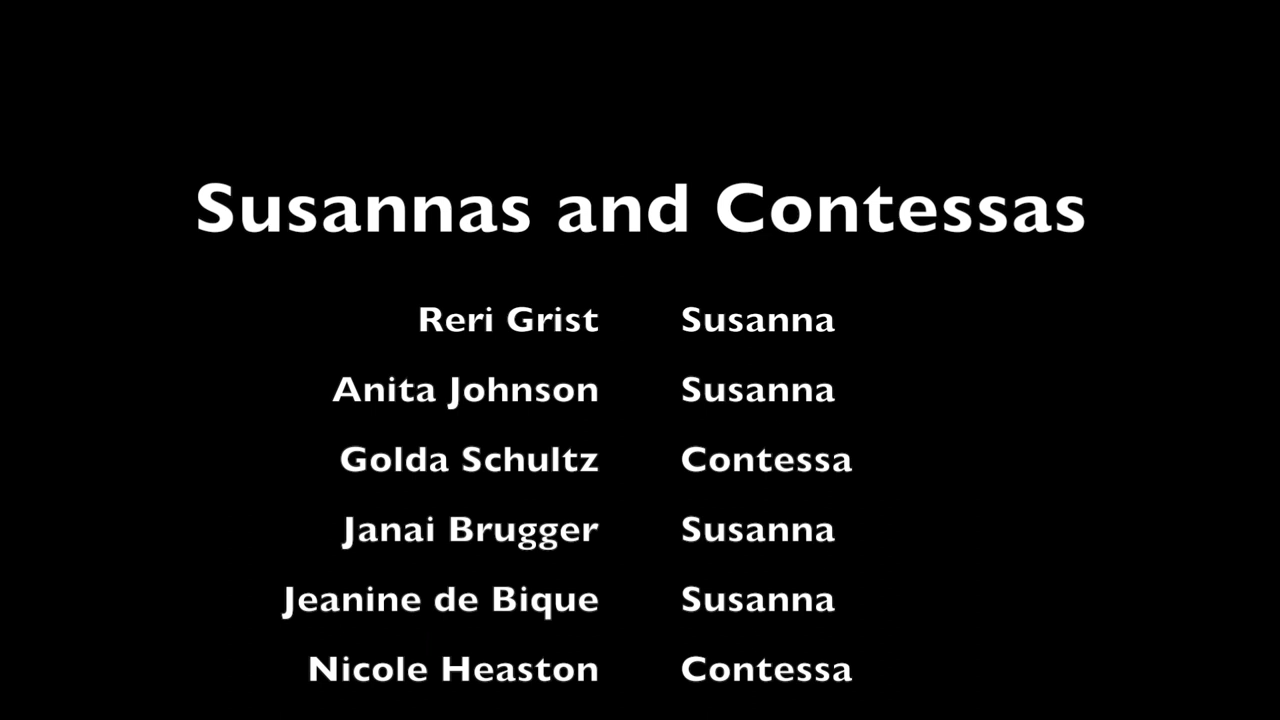 Susannas and Contessas
Reri Grist Susanna
Anita Johnson Susanna
Golda Schultz Contessa
Janai Brugger Susanna
Jeanine de Bique Susanna
Nicole Heaston Contessa